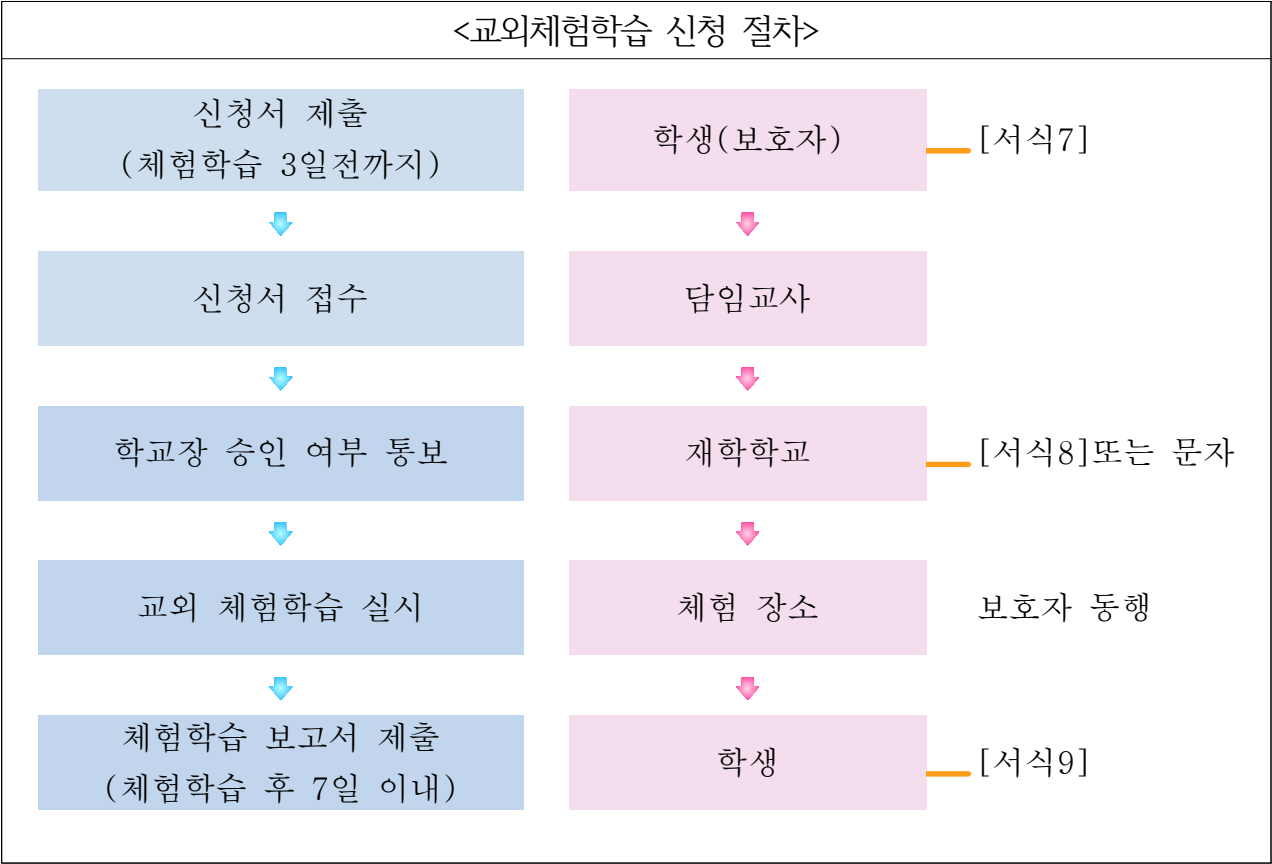 <교외체험학습 신청 절차>
신청서 제출
(체험학습 3일전까지)
학생(보호자)
[서식7]
신청서 접수
담임교사
학교장 승인 여부 통보
재학학교
[서식8]또는 문자
교외 체험학습 실시
체험 장소
보호자 동행
체험학습 보고서 제출
(체험학습 후 7일 이내)
학생
[서식9]